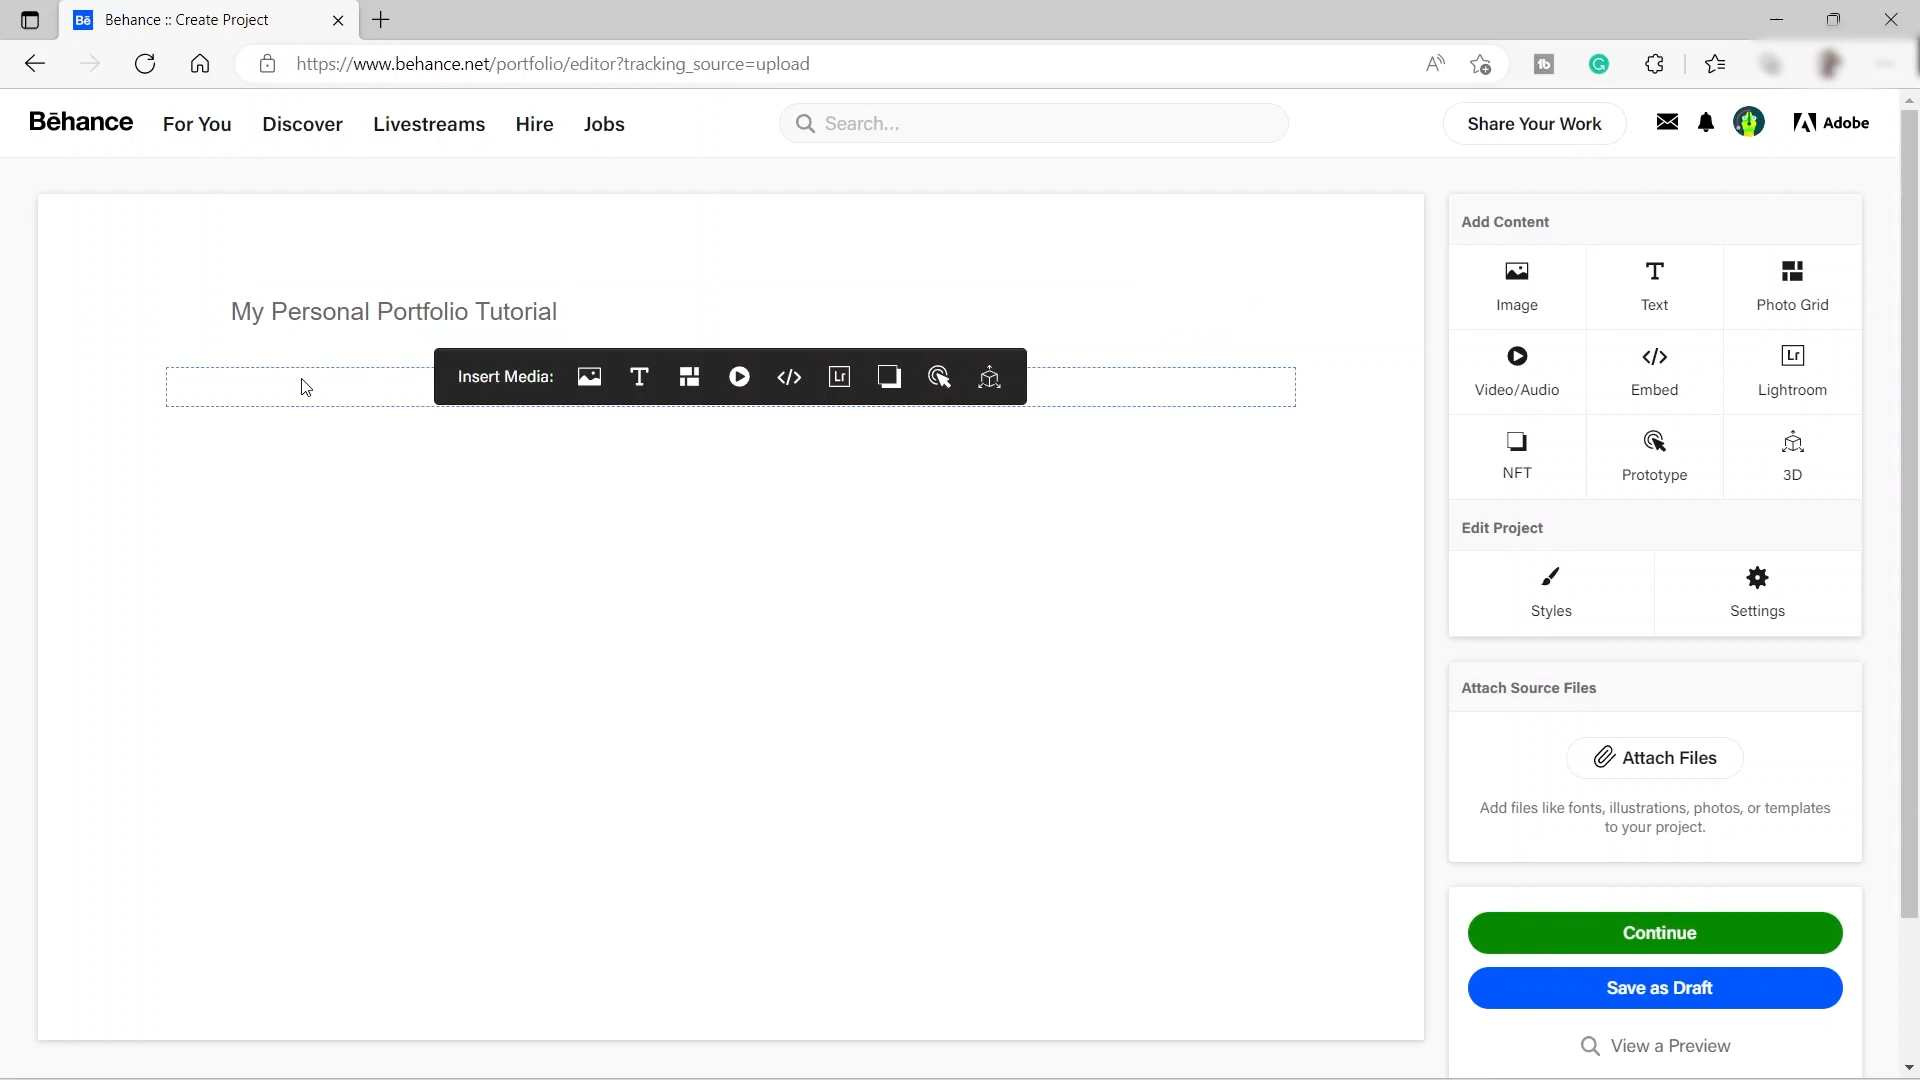 Bē Behance :: Create Project
https://www.behance.net/portfolio/editor?tracking_source=upload
Bēhance For You Discover Livestreams Hire Jobs Search... Share Your Work Adobe
Add Content
My Personal Portfolio Tutorial
Image Text Photo Grid
Insert Media: T </> Lr
Video/Audio Embed Lightroom
NFT Prototype 3D
Edit Project
Styles Settings
Attach Source Files
Attach Files
Add files like fonts, illustrations, photos, or templates
to your project.
Continue
Save as Draft
View a Preview